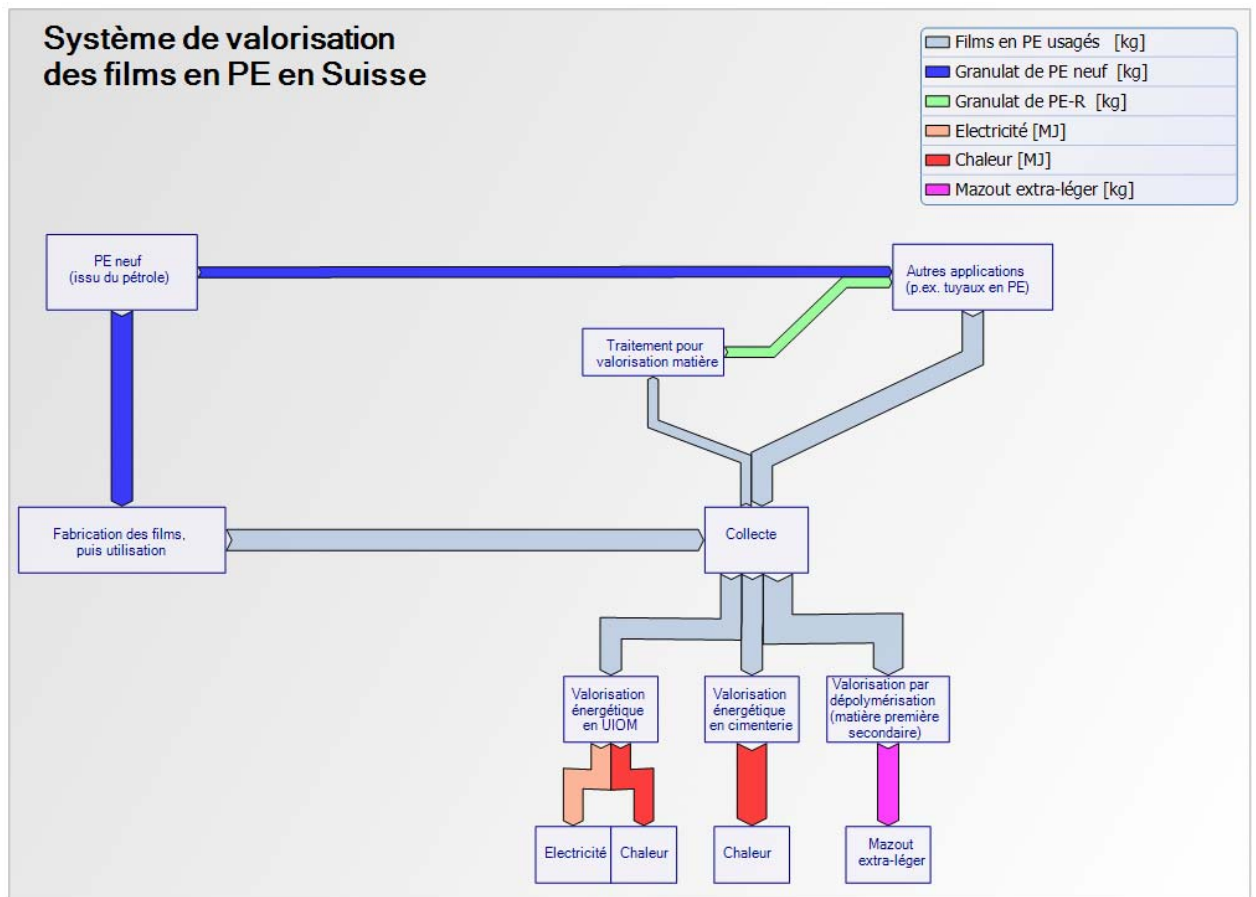 Système de valorisation
des films en PE en Suisse
Films en PE usagés [kg]
Granulat de PE neuf [kg]
Granulat de PE-R [kg]
Electricité [MJ]
Chaleur [MJ]
Mazout extra-léger [kg]
PE neuf
(issu du pétrole)
Autres applications
(p.ex. tuyaux en PE)
Traitement pour
valorisation matière
Fabrication des films,
puis utilisation
Collecte
Valorisation
énergétique
en UIOM
Valorisation
énergétique
en cimenterie
Valorisation par
dépolymérisation
(matière première
secondaire)
Electricité
Chaleur
Chaleur
Mazout
extra-léger